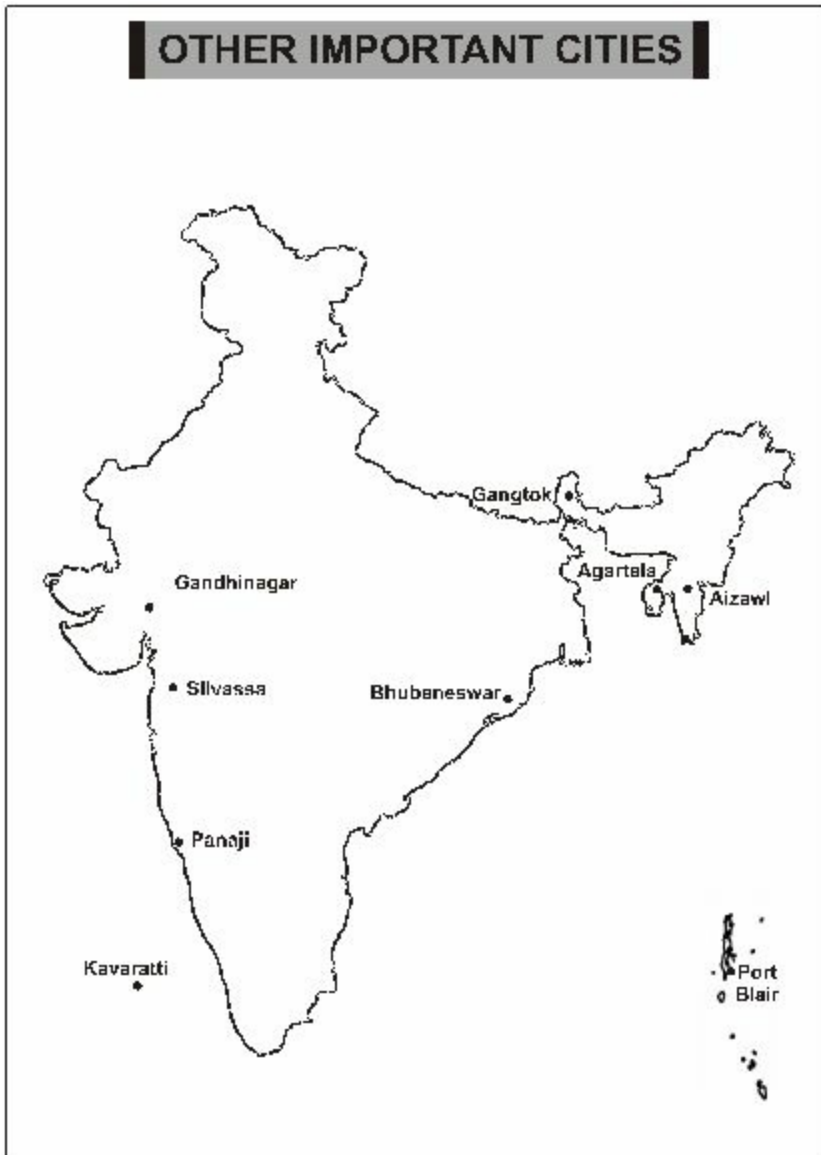 OTHER IMPORTANT CITIES
Gangtok
Agartala
Aizawl
Gandhinagar
Silvassa
Bhubaneswar
Panaji
Kavaratti
Port
Blair